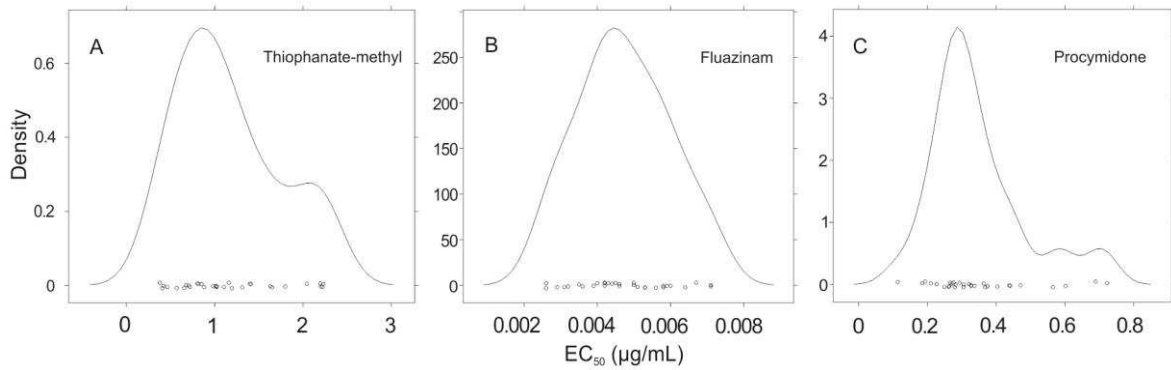 A
Thiophanate-methyl
Density
0.6
0.4
0.2
0
0 1 2 3
B
Fluazinam
250
200
150
100
50
0
0.002 0.004 0.006 0.008
EC50 (µg/mL)
C
Procymidone
4
3
2
1
0
0 0.2 0.4 0.6 0.8